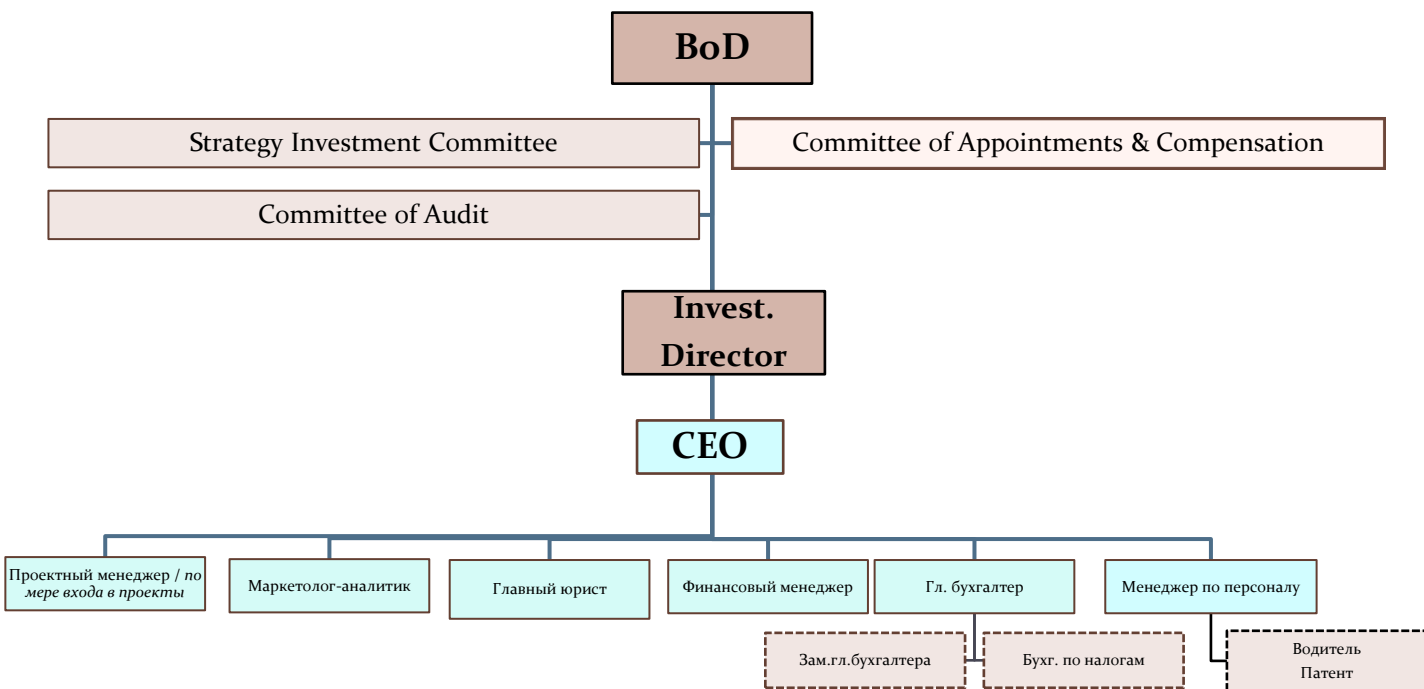 BoD
Strategy Investment Committee
Committee of Appointments & Compensation
Committee of Audit
Invest.
Director
CEO
Проектный менеджер / по
мере входа в проекты
Маркетолог-аналитик
Главный юрист
Финансовый менеджер
Гл. бухгалтер
Менеджер по персоналу
Зам.гл.бухгалтера
Бухг. по налогам
Водитель
Патент